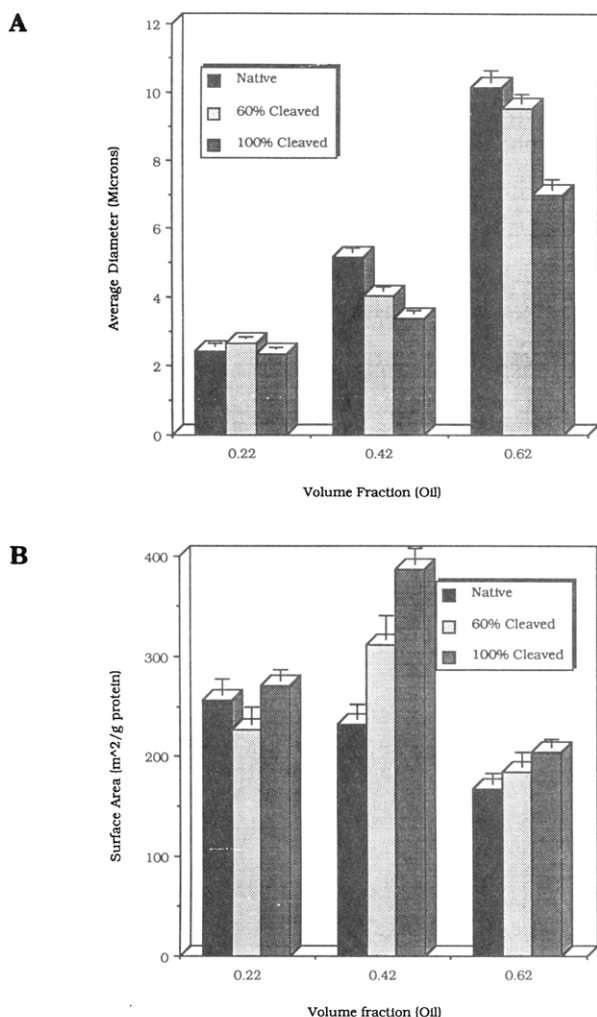 A
12
10
8
6
4
2
0
Average Diameter (Microns)
Native
60% Cleaved
100% Cleaved
0.22 0.42 0.62
Volume Fraction (Oil)
B
400
300
200
100
0
Surface Area (m^2/g protein)
Native
60% Cleaved
100% Cleaved
0.22 0.42 0.62
Volume fraction (Oil)